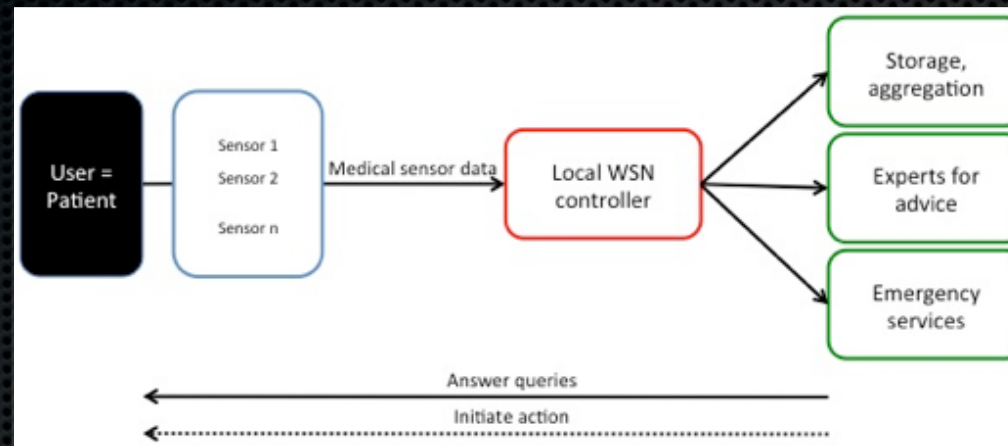 User =
Patient
Sensor 1
Sensor 2
Sensor n
Medical sensor data
Local WSN
controller
Storage,
aggregation
Experts for
advice
Emergency
services
Answer queries
Initiate action